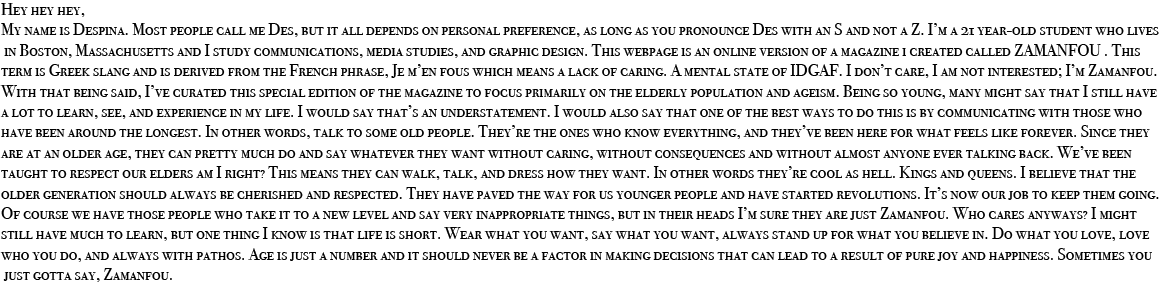 Hey hey hey,
My name is Despina. Most people call me Des, but it all depends on personal preference, as long as you pronounce Des with an S and not a Z. I'm a 21 year-old student who lives
in Boston, Massachusetts and I study communications, media studies, and graphic design. This webpage is an online version of a magazine i created called ZAMANFOU . This
term is Greek slang and is derived from the French phrase, Je m'en fous which means a lack of caring. A mental state of IDGAF. I don't care, I am not interested; I'm Zamanfou.
With that being said, I've curated this special edition of the magazine to focus primarily on the elderly population and ageism. Being so young, many might say that I still have
a lot to learn, see, and experience in my life. I would say that's an understatement. I would also say that one of the best ways to do this is by communicating with those who
have been around the longest. In other words, talk to some old people. They're the ones who know everything, and they've been here for what feels like forever. Since they
are at an older age, they can pretty much do and say whatever they want without caring, without consequences and without almost anyone ever talking back. We've been
taught to respect our elders am I right? This means they can walk, talk, and dress how they want. In other words they're cool as hell. Kings and queens. I believe that the
older generation should always be cherished and respected. They have paved the way for us younger people and have started revolutions. It's now our job to keep them going.
Of course we have those people who take it to a new level and say very inappropriate things, but in their heads I'm sure they are just Zamanfou. Who cares anyways? I might
still have much to learn, but one thing I know is that life is short. Wear what you want, say what you want, always stand up for what you believe in. Do what you love, love
who you do, and always with pathos. Age is just a number and it should never be a factor in making decisions that can lead to a result of pure joy and happiness. Sometimes you
just gotta say, Zamanfou.